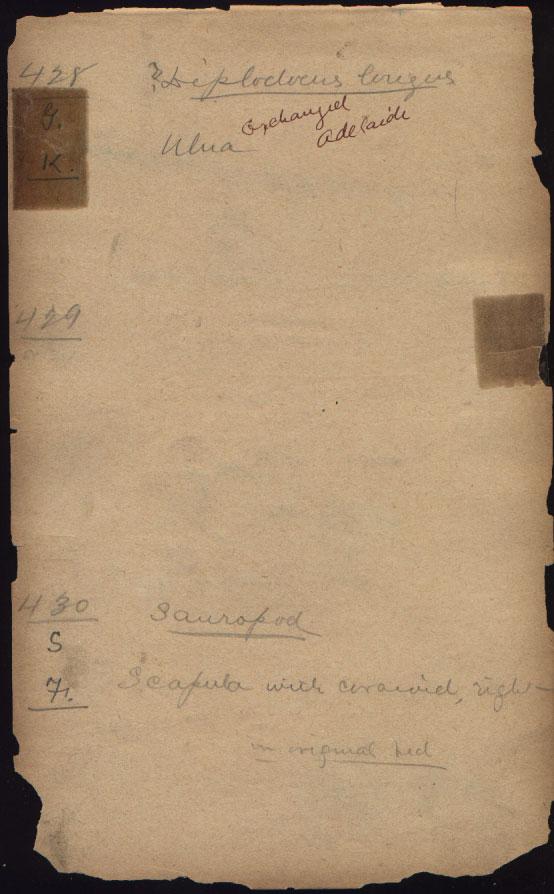 428 ? Diplodocus longus
G. Exchanged
K. Ulna Adelaide
429
430 Sauropod
S
7. Scapula with coracoid, right
in original bed